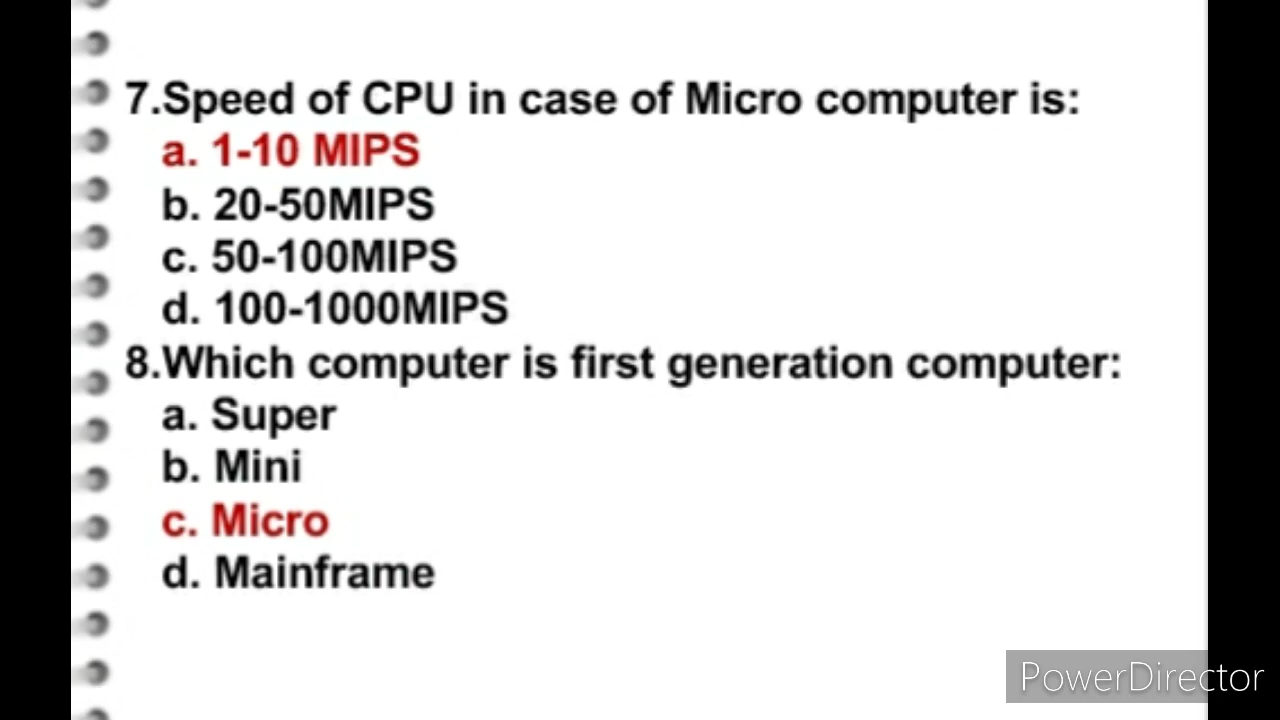 7.Speed of CPU in case of Micro computer is:
a. 1-10 MIPS
b. 20-50MIPS
c. 50-100MIPS
d. 100-1000MIPS
8.Which computer is first generation computer:
a. Super
b. Mini
c. Micro
d. Mainframe
PowerDirector